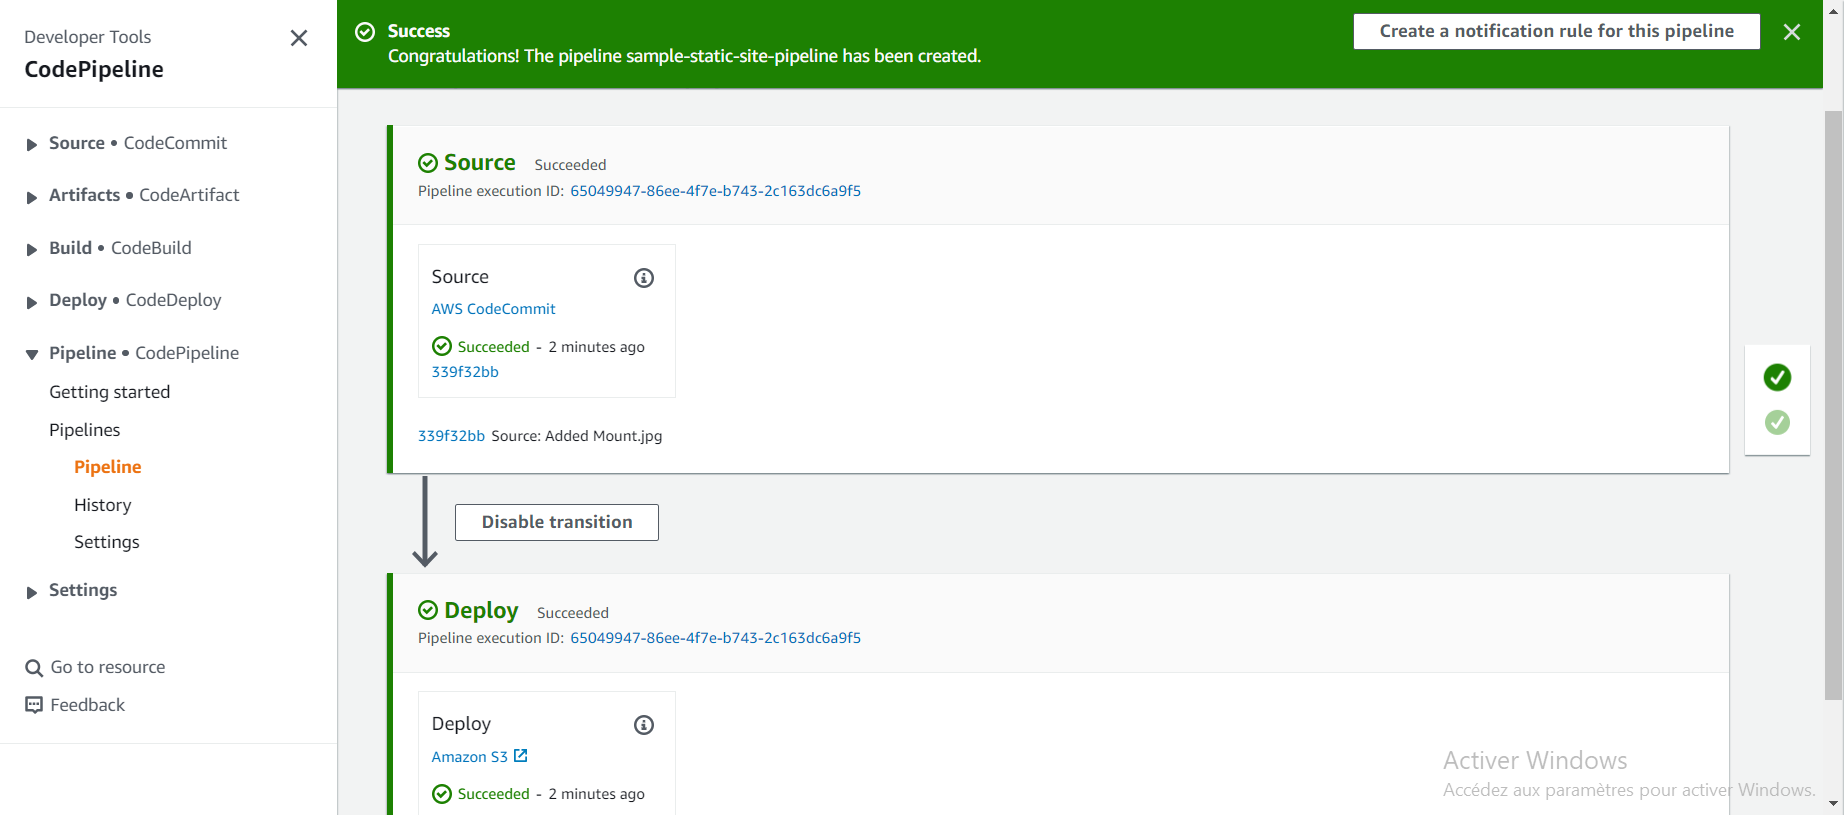 Developer Tools
CodePipeline
Source • CodeCommit
Artifacts • CodeArtifact
Build • CodeBuild
Deploy • CodeDeploy
Pipeline • CodePipeline
Getting started
Pipelines
Pipeline
History
Settings
Settings
Go to resource
Feedback
Success
Congratulations! The pipeline sample-static-site-pipeline has been created.
Create a notification rule for this pipeline
Source Succeeded
Pipeline execution ID: 65049947-86ee-4f7e-b743-2c163dc6a9f5
Source
AWS CodeCommit
Succeeded - 2 minutes ago
339f32bb
339f32bb Source: Added Mount.jpg
Disable transition
Deploy Succeeded
Pipeline execution ID: 65049947-86ee-4f7e-b743-2c163dc6a9f5
Deploy
Amazon S3
Succeeded - 2 minutes ago
Activer Windows
Accédez aux paramètres pour activer Windows.